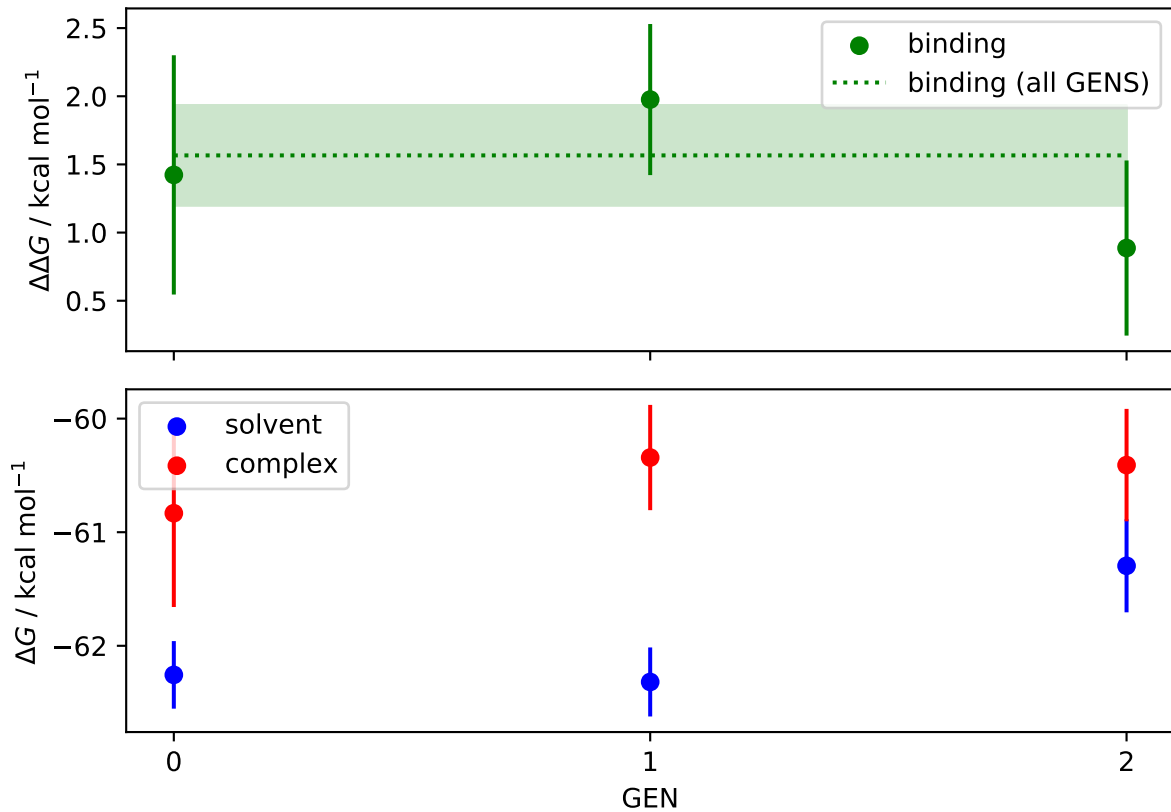 2.5
2.0
1.5
1.0
0.5
ΔΔG / kcal mol⁻¹
binding
binding (all GENS)
−60
−61
−62
ΔG / kcal mol⁻¹
solvent
complex
0 1 2
GEN